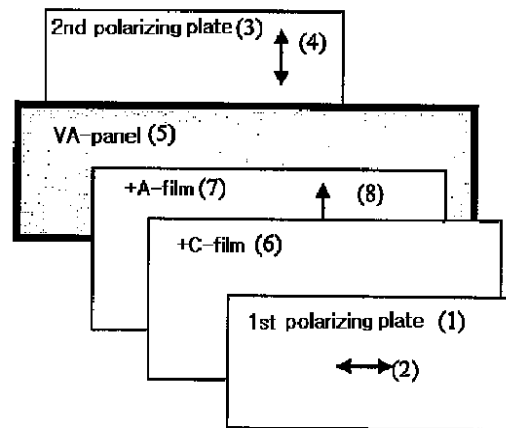 2nd polarizing plate (3)
(4)
VA-panel (5)
+A-film (7)
(8)
+C-film (6)
1st polarizing plate (1)
(2)